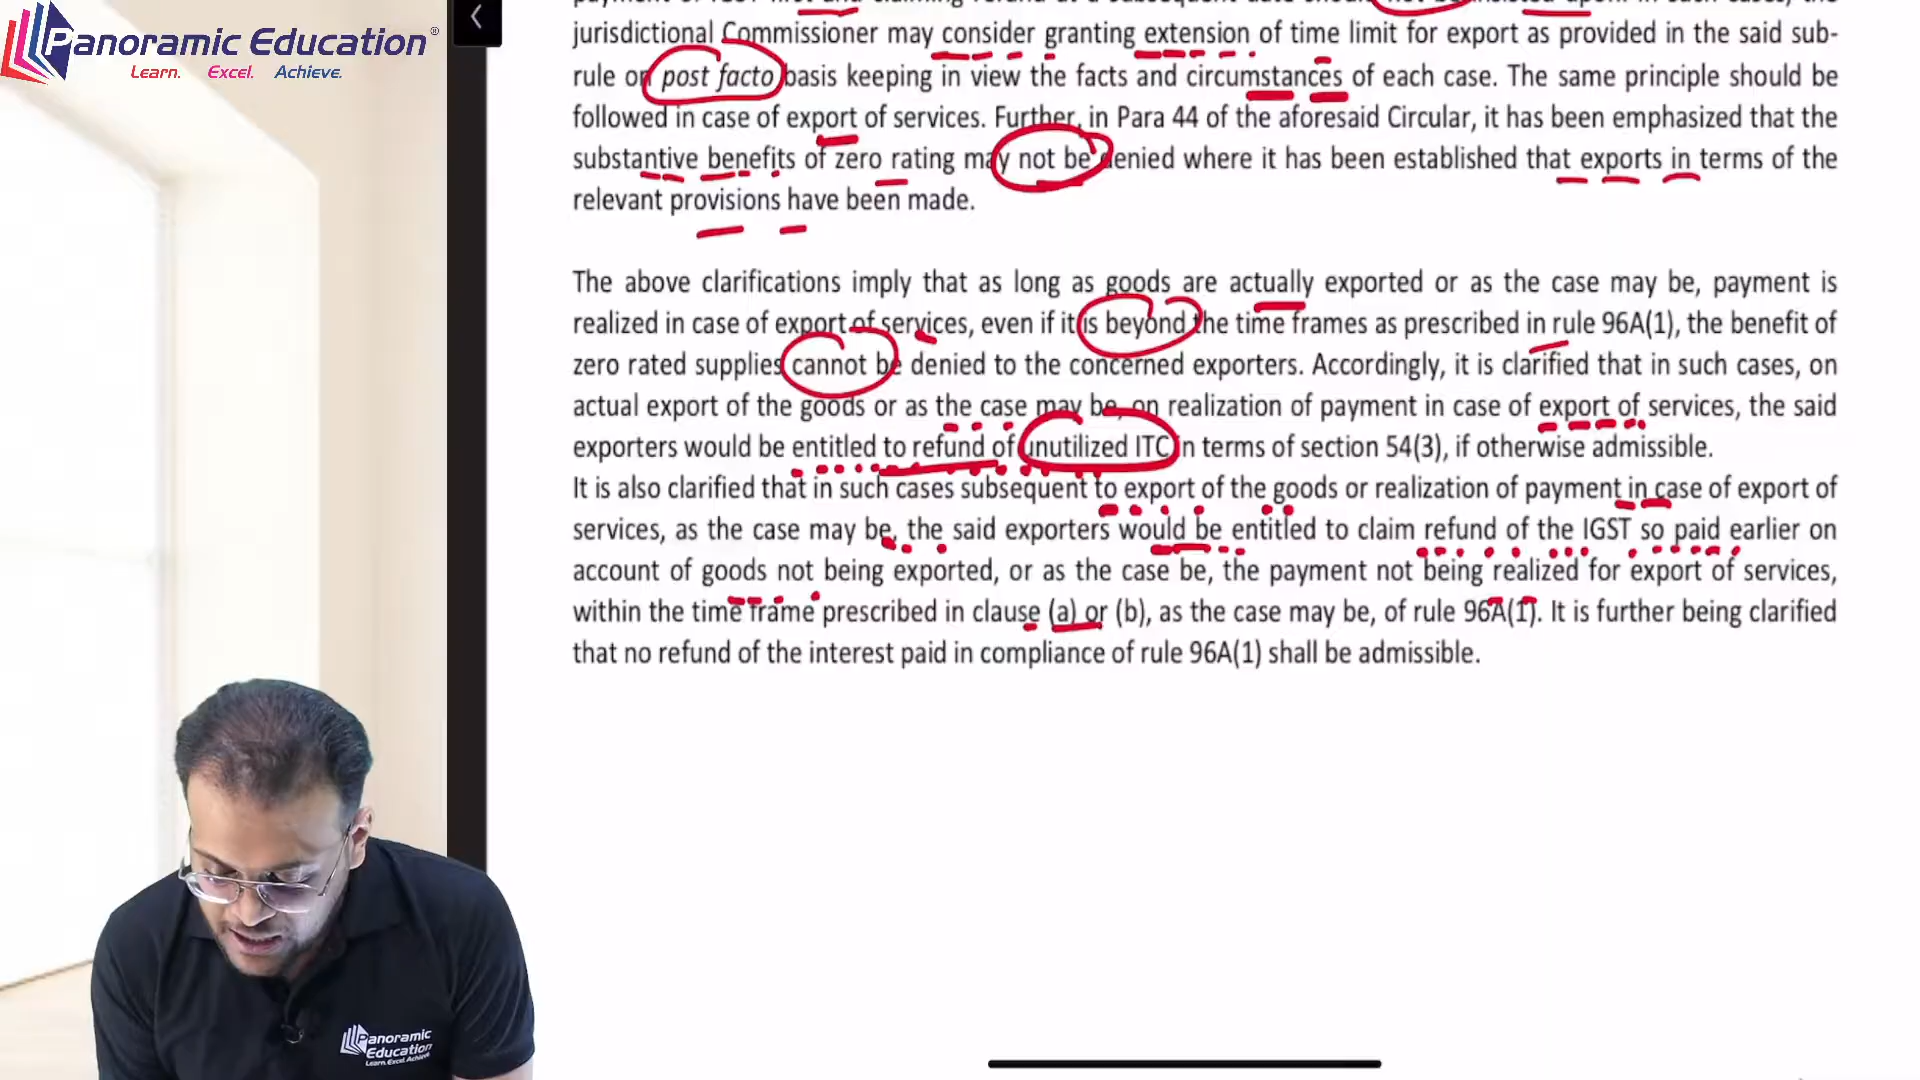 Panoramic Education®
Learn. Excel. Achieve.
jurisdictional Commissioner may consider granting extension of time limit for export as provided in the said sub-
rule on post facto basis keeping in view the facts and circumstances of each case. The same principle should be
followed in case of export of services. Further, in Para 44 of the aforesaid Circular, it has been emphasized that the
substantive benefits of zero rating may not be denied where it has been established that exports in terms of the
relevant provisions have been made.
The above clarifications imply that as long as goods are actually exported or as the case may be, payment is
realized in case of export of services, even if it is beyond the time frames as prescribed in rule 96A(1), the benefit of
zero rated supplies cannot be denied to the concerned exporters. Accordingly, it is clarified that in such cases, on
actual export of the goods or as the case may be, on realization of payment in case of export of services, the said
exporters would be entitled to refund of unutilized ITC in terms of section 54(3), if otherwise admissible.
It is also clarified that in such cases subsequent to export of the goods or realization of payment in case of export of
services, as the case may be, the said exporters would be entitled to claim refund of the IGST so paid earlier on
account of goods not being exported, or as the case be, the payment not being realized for export of services,
within the time frame prescribed in clause (a) or (b), as the case may be, of rule 96A(1). It is further being clarified
that no refund of the interest paid in compliance of rule 96A(1) shall be admissible.
Panoramic
Education
Learn. Excel. Achieve